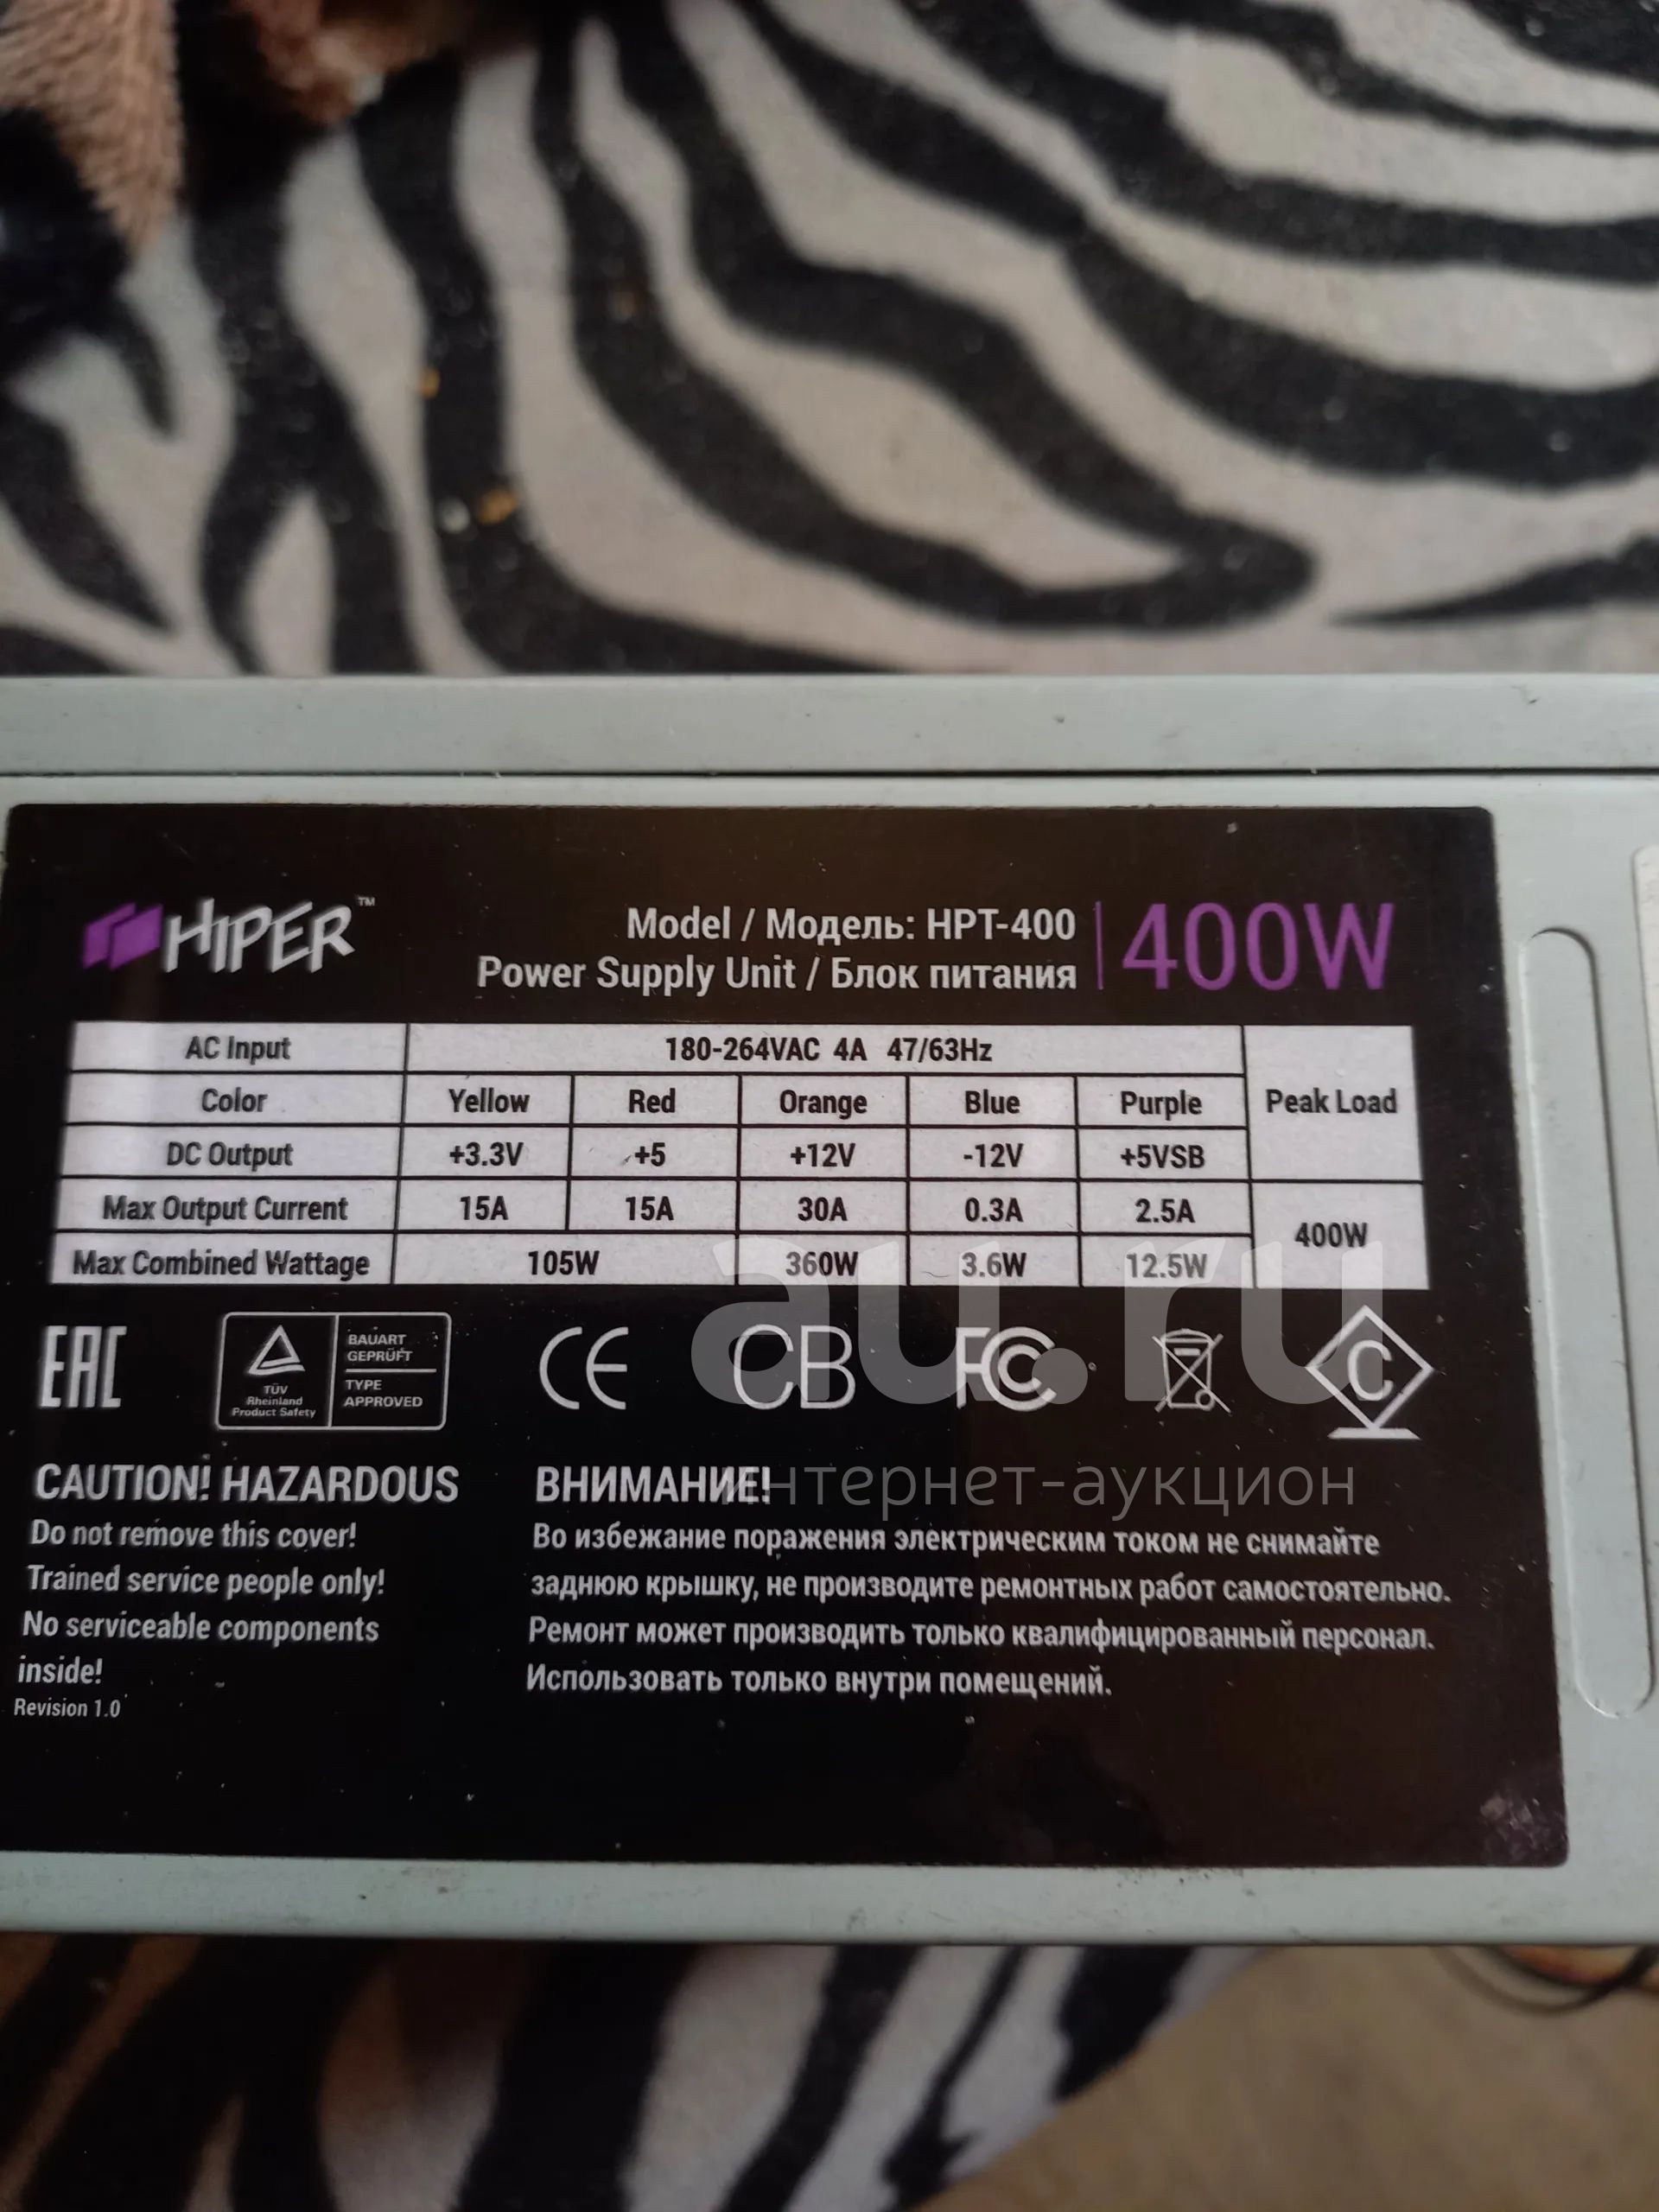 HIPER™
Model / Модель: HPT-400
Power Supply Unit / Блок питания
400W
AC Input 180-264VAC 4A 47/63Hz Peak Load
Color Yellow Red Orange Blue Purple
DC Output +3.3V +5 +12V -12V +5VSB
Max Output Current 15A 15A 30A 0.3A 2.5A 400W
Max Combined Wattage 105W 360W 3.6W 12.5W
EAC
TÜV
Rheinland
Product Safety
BAUART
GEPRÜFT
TYPE
APPROVED
CE
CB
FC
C
au.ru
интернет-аукцион
CAUTION! HAZARDOUS
Do not remove this cover!
Trained service people only!
No serviceable components
inside!
Revision 1.0
ВНИМАНИЕ!
Во избежание поражения электрическим током не снимайте
заднюю крышку, не производите ремонтных работ самостоятельно.
Ремонт может производить только квалифицированный персонал.
Использовать только внутри помещений.